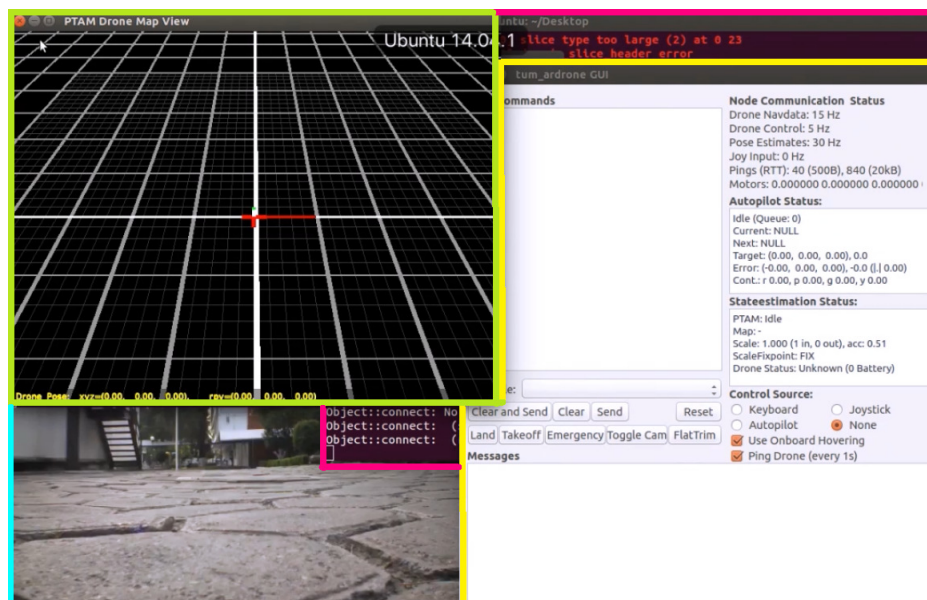 PTAM Drone Map View
untu: ~/Desktop
Ubuntu 14.04.1
slice type too large (2) at 0 23
slice header error
tum_ardrone GUI
ommands
Node Communication Status
Drone Navdata: 15 Hz
Drone Control: 5 Hz
Pose Estimates: 30 Hz
Joy Input: 0 Hz
Pings (RTT): 40 (500B), 840 (20kB)
Motors: 0.000000 0.000000 0.000000
Autopilot Status:
Idle (Queue: 0)
Current: NULL
Next: NULL
Target: (0.00, 0.00, 0.00), 0.0
Error: (-0.00, 0.00, 0.00), -0.0 (|.| 0.00)
Cont.: r 0.00, p 0.00, g 0.00, y 0.00
Stateestimation Status:
PTAM: Idle
Map: -
Scale: 1.000 (1 in, 0 out), acc: 0.51
ScaleFixpoint: FIX
Drone Status: Unknown (0 Battery)
Drone Pose: xyz=(0.00, 0.00, 0.00), rpy=(0.00, 0.00, 0.00)
e:
Control Source:
Object::connect: No
Clear and Send Clear Send Reset
Keyboard Joystick
Object::connect: (
Autopilot None
Object::connect: (
Land Takeoff Emergency Toggle Cam FlatTrim
Use Onboard Hovering
Messages
Ping Drone (every 1s)